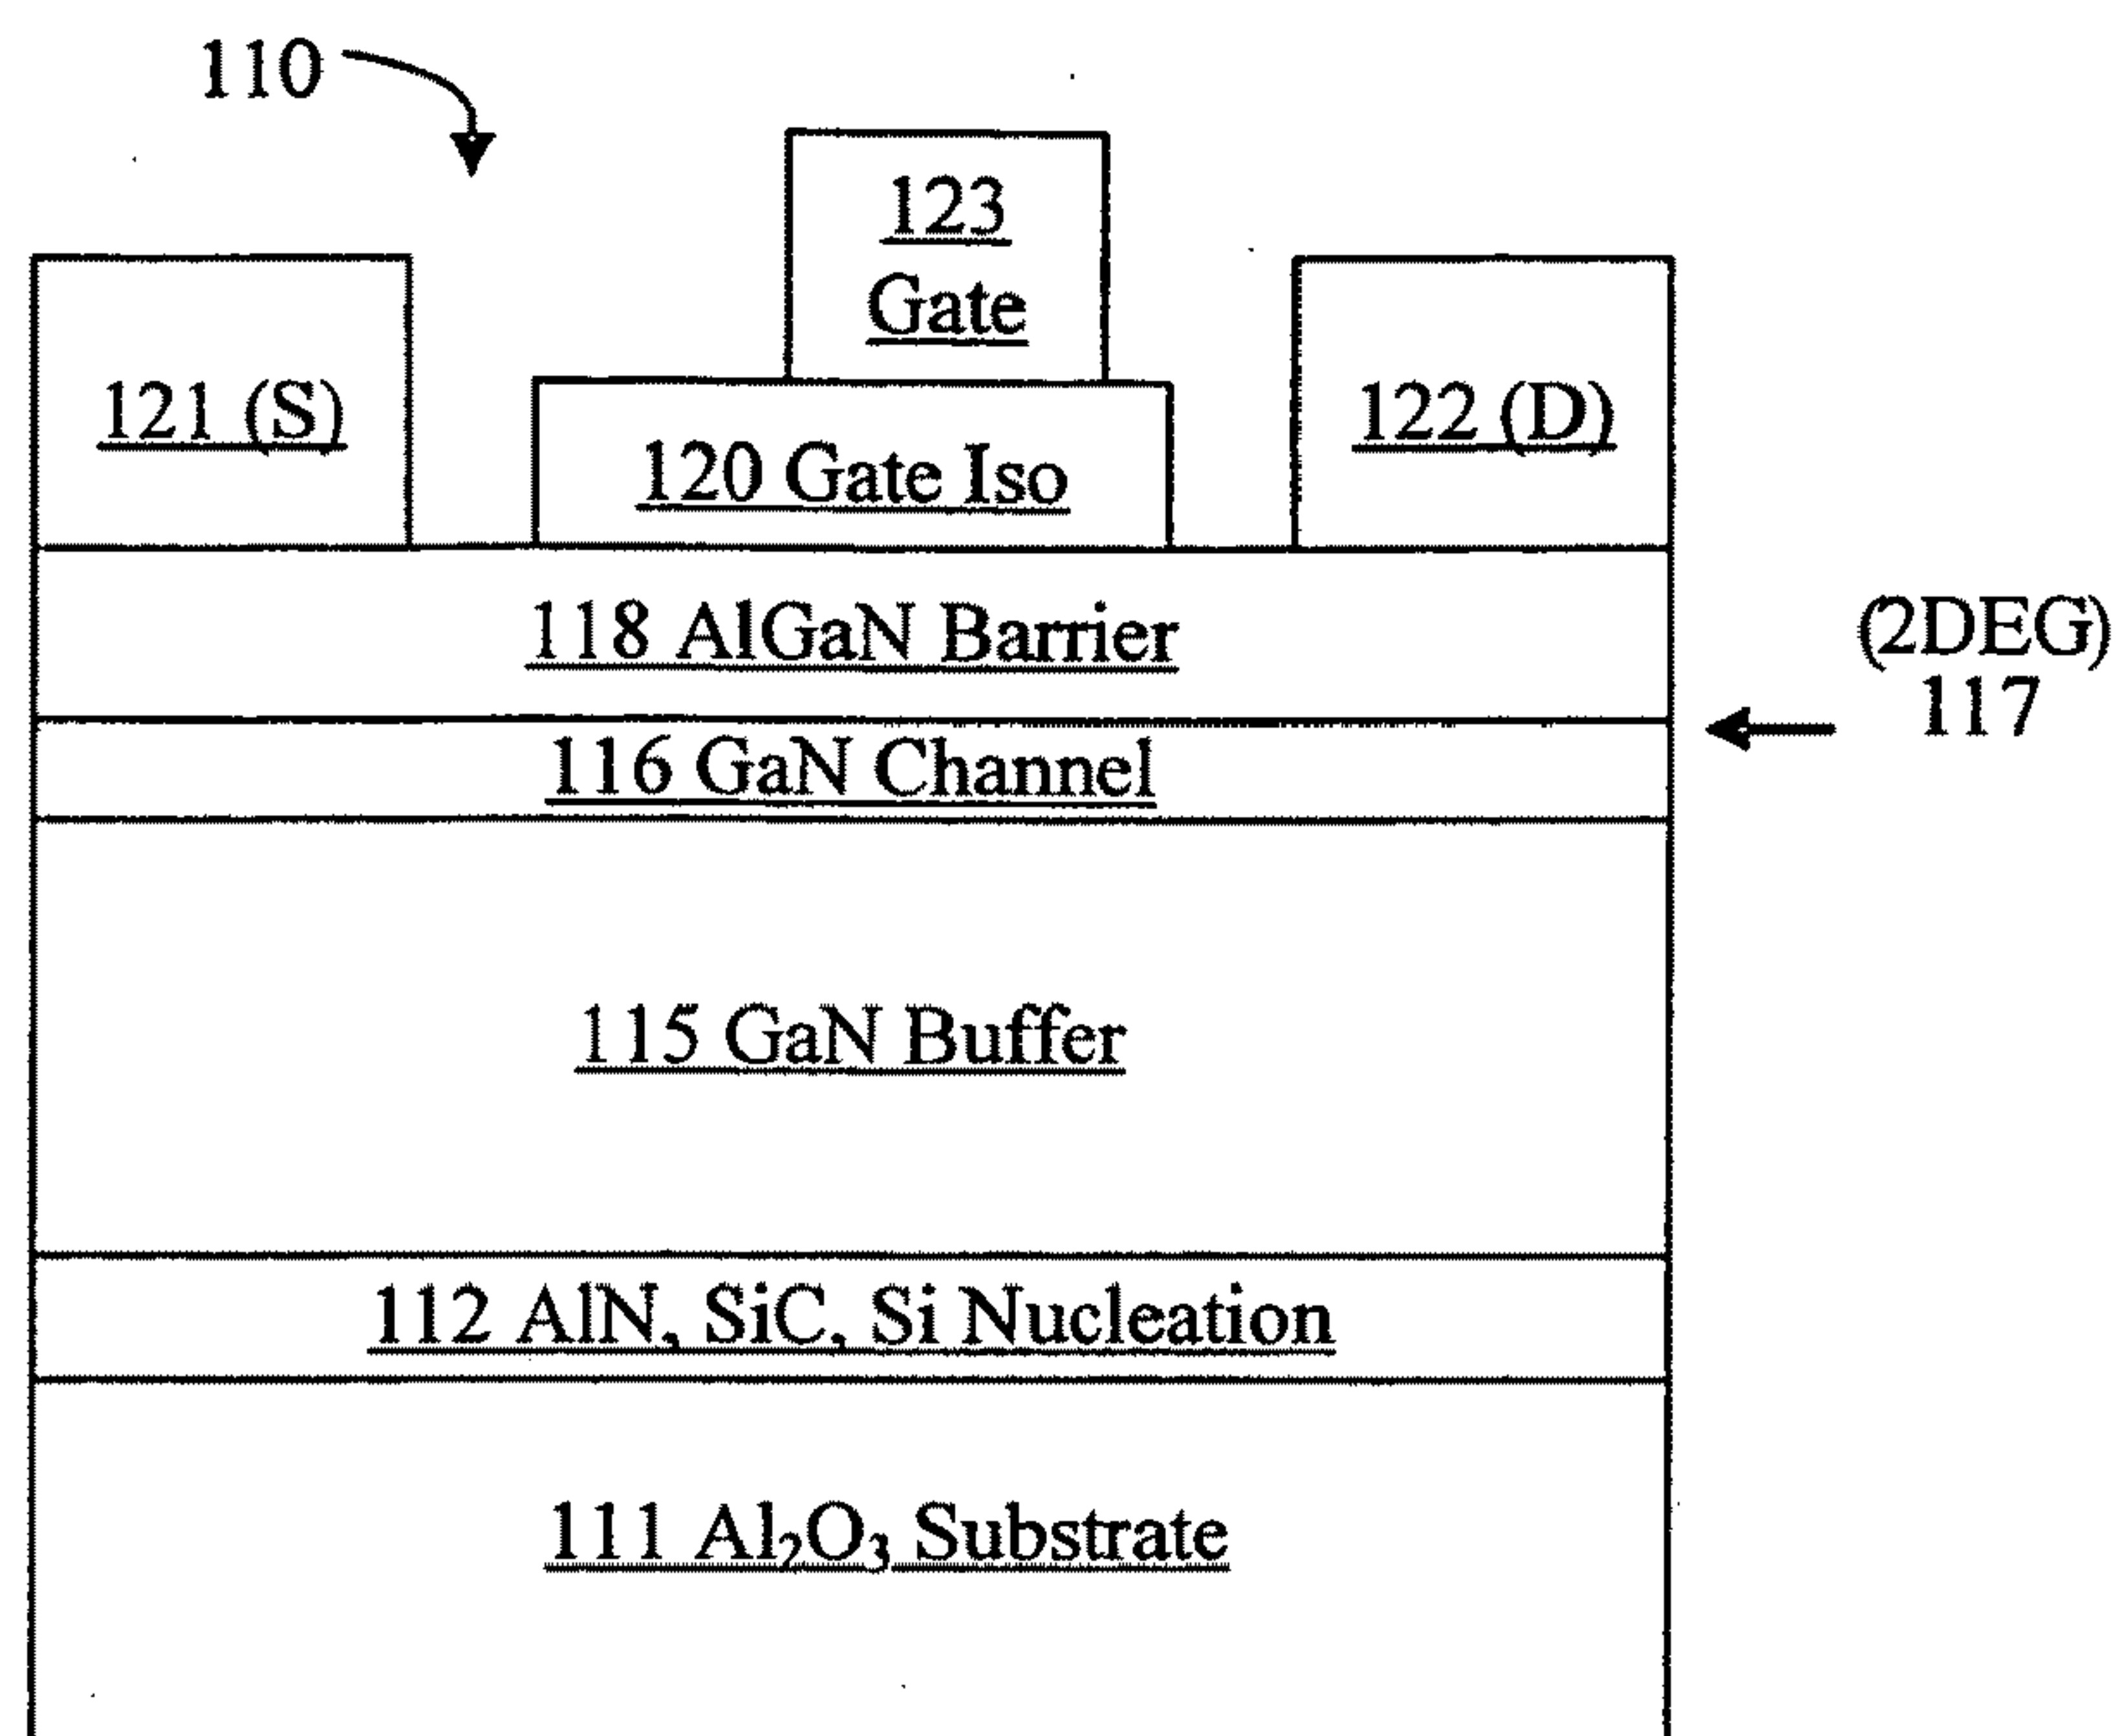 110
123
Gate
121 (S)
122 (D)
120 Gate Iso
118 AlGaN Barrier
(2DEG)
117
116 GaN Channel
115 GaN Buffer
112 AlN, SiC, Si Nucleation
111 Al₂O₃ Substrate